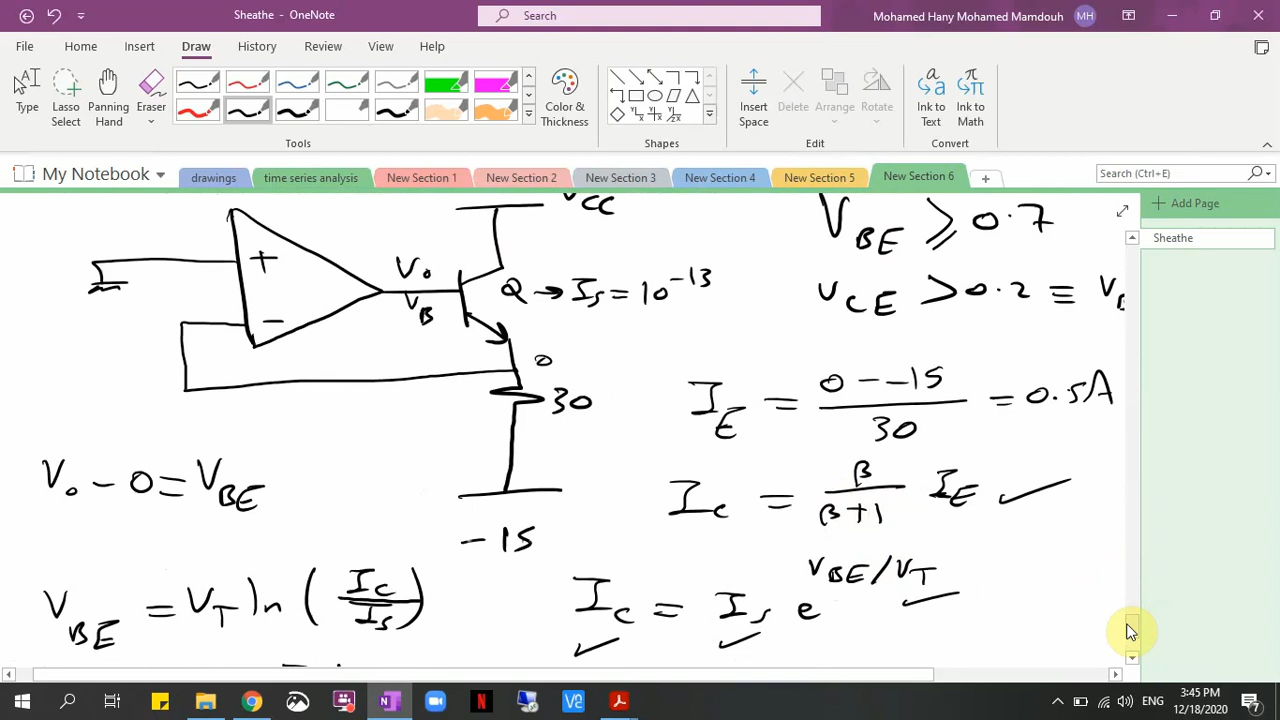 Sheathe - OneNote
Search
Mohamed Hany Mohamed Mamdouh
MH
File Home Insert Draw History Review View Help
Type
Lasso Select
Panning Hand
Eraser
Color & Thickness
Insert Space
Delete
Arrange
Rotate
Ink to Text
Ink to Math
Tools
Shapes
Edit
Convert
My Notebook
drawings
time series analysis
New Section 1
New Section 2
New Section 3
New Section 4
New Section 5
New Section 6
Search (Ctrl+E)
Add Page
Sheathe
VCC
VBE ⩾ 0.7
+
Vo
VB
Q → Is = 10^-13
VCE > 0.2 ≡ VB
−
0
30
IE = (0 - -15)/30 = 0.5A
Vo - 0 = VBE
Ic = β/(β+1) IE ✓
-15
VBE = VT ln (Ic/Is)
Ic = Is e^(VBE/VT)
ENG
3:45 PM
12/18/2020
7